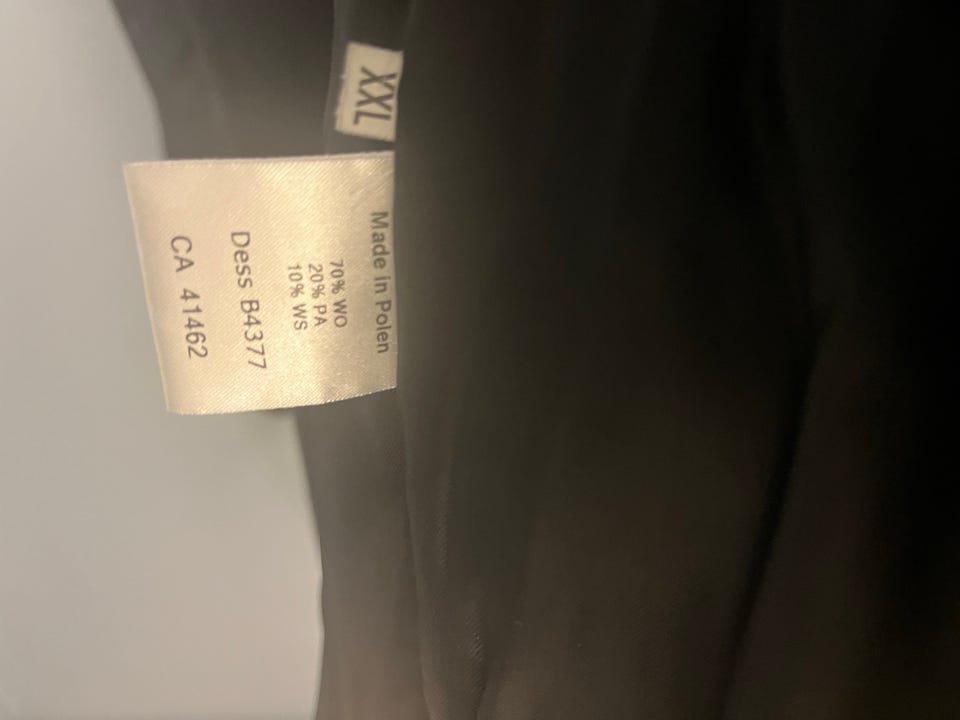 XXL
Made in Polen
70% WO
20% PA
10% WS
Dess B4377
CA 41462